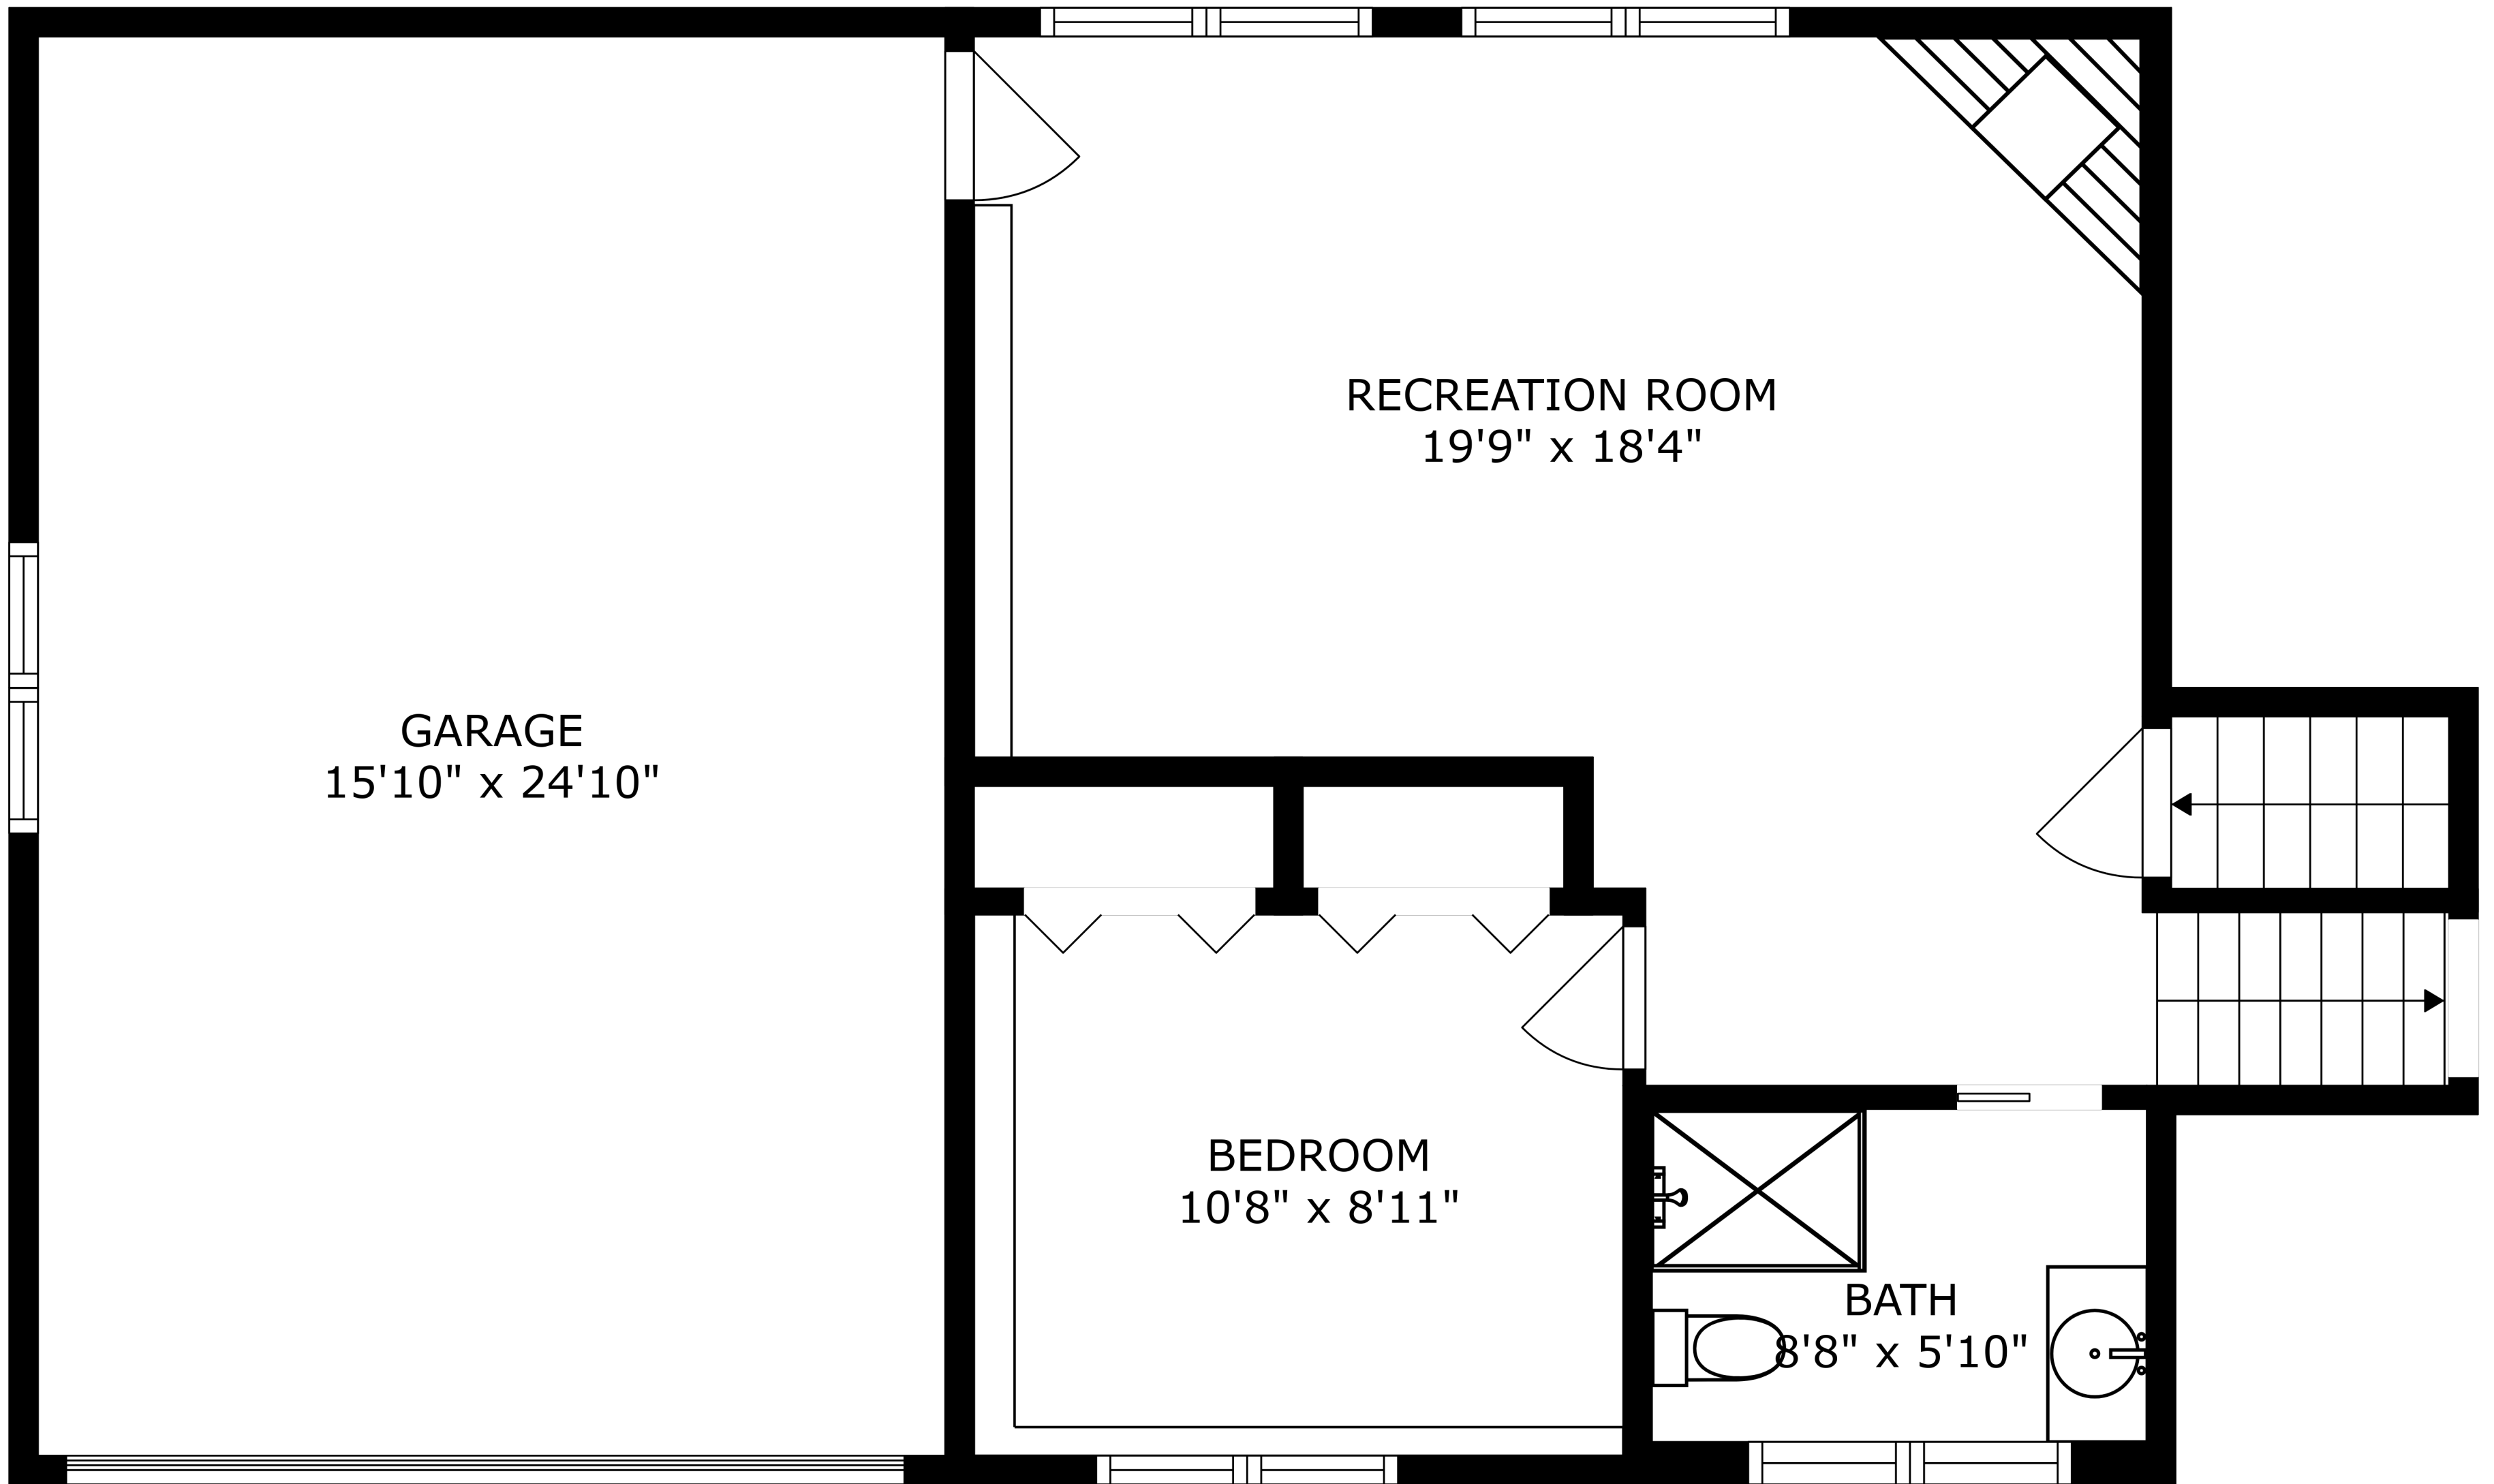 RECREATION ROOM
19'9" x 18'4"
GARAGE
15'10" x 24'10"
BEDROOM
10'8" x 8'11"
BATH
8'8" x 5'10"